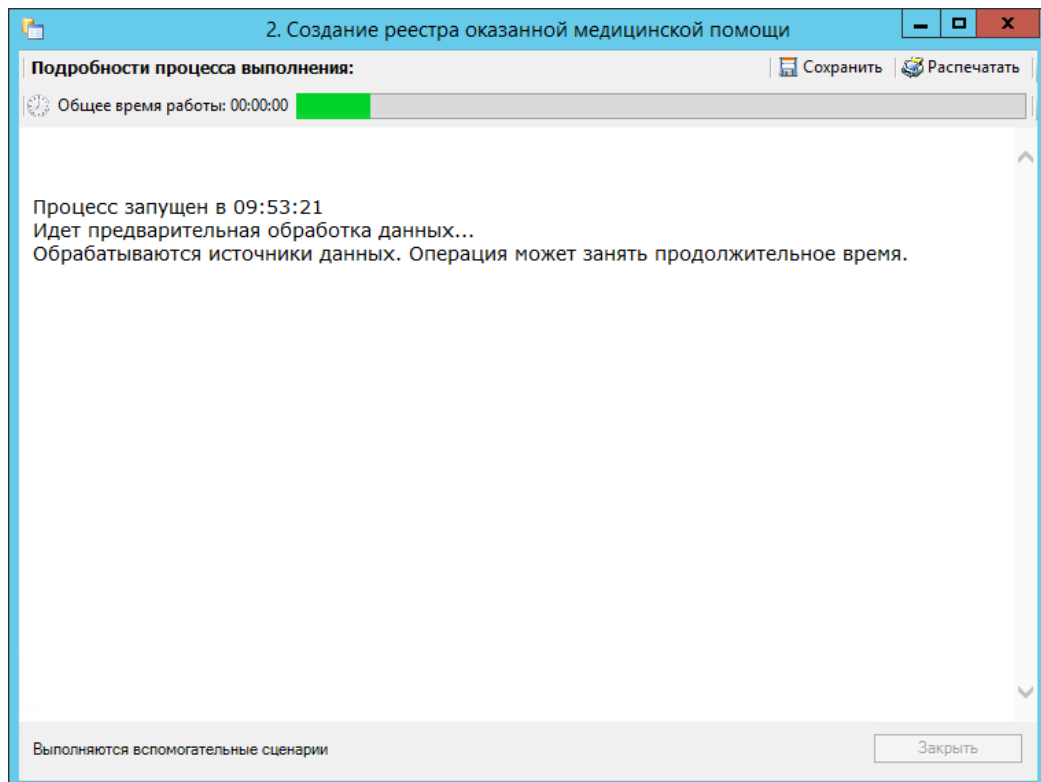 2. Создание реестра оказанной медицинской помощи
Подробности процесса выполнения:
Сохранить
Распечатать
Общее время работы: 00:00:00
Процесс запущен в 09:53:21
Идет предварительная обработка данных...
Обрабатываются источники данных. Операция может занять продолжительное время.
Выполняются вспомогательные сценарии
Закрыть